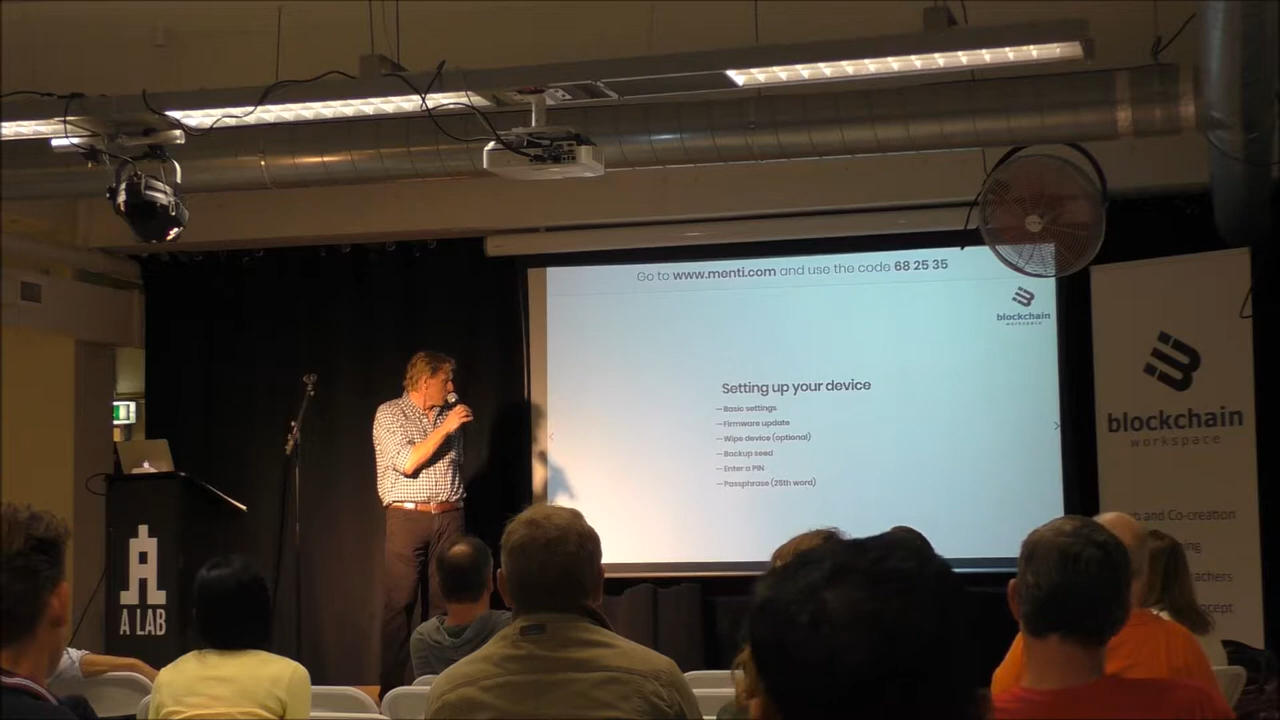 Go to www.menti.com and use the code 68 25 35
blockchain
workspace
Setting up your device
—Basic settings
—Firmware update
—Wipe device (optional)
—Backup seed
—Enter a PIN
—Passphrase (25th word)
blockchain
workspace
and Co-creation
A LAB